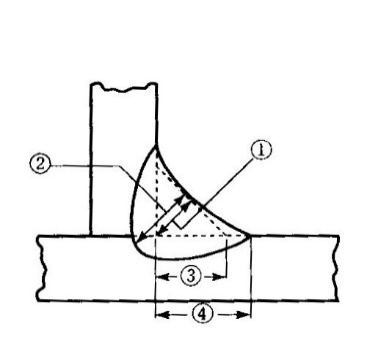 ①
②
③
④